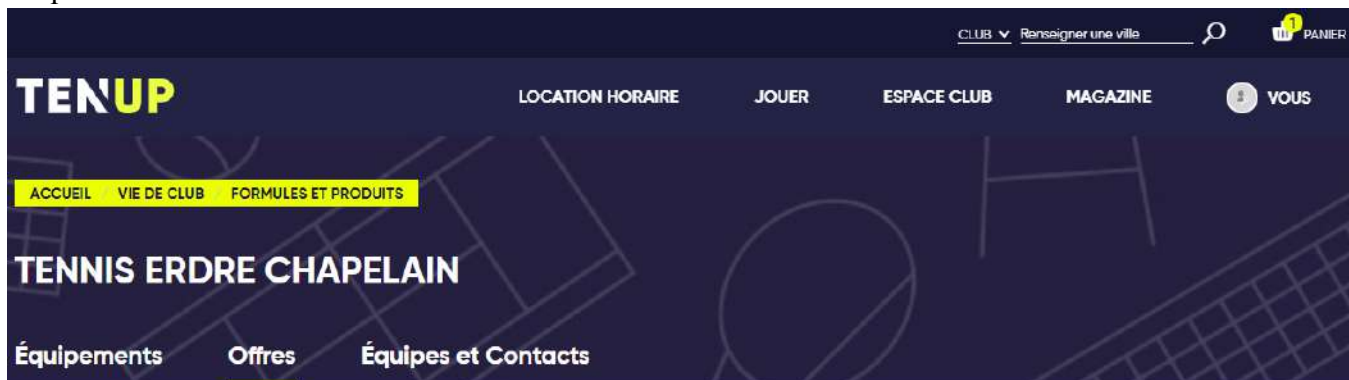 CLUB Renseigner une ville 1 PANIER
TENUP LOCATION HORAIRE JOUER ESPACE CLUB MAGAZINE VOUS
ACCUEIL / VIE DE CLUB / FORMULES ET PRODUITS
TENNIS ERDRE CHAPELAIN
Équipements Offres Équipes et Contacts